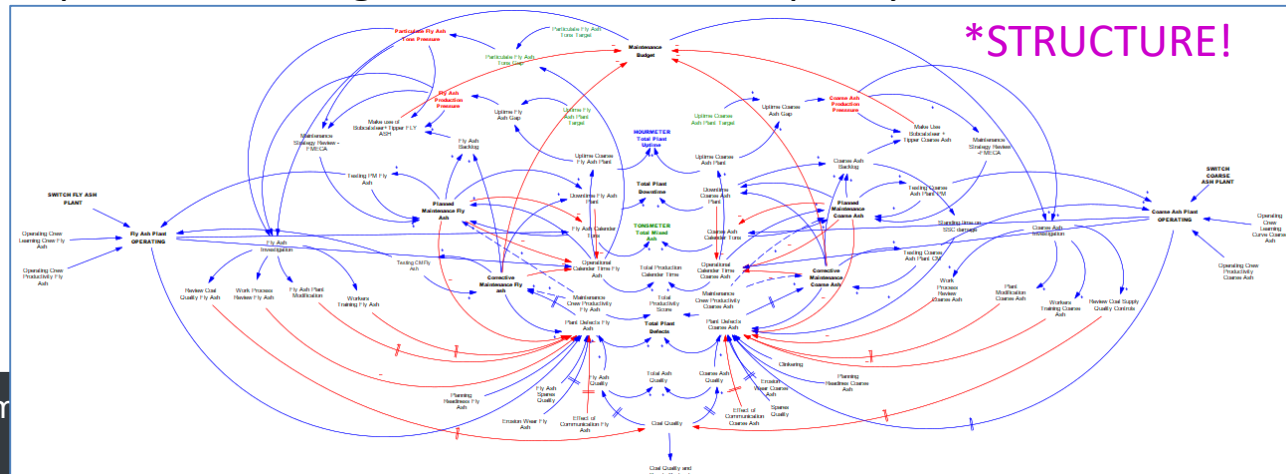 *STRUCTURE!
Particulate Fly Ash
Tons Pressure
Particulate Fly Ash
Tons Target
Particulate Fly Ash
Tons Gap
Maintenance
Budget
Fly Ash
Production
Pressure
Make use of
Bobcatsteer+ Tipper FLY
ASH
Uptime Fly
Ash Gap
Uptime Fly
Ash Plant
Target
HOURMETER
Total Plant
Uptime
Uptime Coarse
Ash Plant Target
Uptime Coarse
Ash Gap
Coarse Ash
Production
Pressure
Make Use
Bobcatsteer +
Tipper Coarse Ash
Maintenance
Strategy Review
-FMECA
Maintenance
Strategy Review -
FMECA
Fly Ash
Backlog
Uptime Coarse
Fly Ash Plant
Uptime Coarse
Ash Plant
Coarse Ash
Backlog
Testing PM Fly
Ash
Downtime Fly Ash
Plant
Total Plant
Downtime
Downtime
Coarse Ash
Plant
Testing Coarse
Ash Plant PM
SWITCH FLY ASH
PLANT
SWITCH
COARSE
ASH PLANT
Planned
Maintenance Fly
Ash
Planned
Maintenance
Coarse Ash
Fly Ash Plant
OPERATING
Coarse Ash Plant
OPERATING
Operating Crew
Learning Crew Fly
Ash
Operating
Crew
Learning
Curve Coarse
Ash
Fly Ash
Investigation
Fly Ash Calendar
Tons
TONSMETER
Total Mixed
Ash
Coarse Ash
Calendar Tons
Standing time on
SSC damage
Coarse Ash
Investigation
Operating Crew
Productivity Fly
Ash
Operating Crew
Productivity
Coarse Ash
Testing CM Fly
Ash
Corrective
Maintenance Fly
ash
Operational
Calendar Time Fly
Ash
Total Production
Calendar Time
Operational
Calendar Time
Coarse Ash
Corrective
Maintenance
Coarse Ash
Testing Coarse
Ash Plant CM
Review Coal
Quality Fly Ash
Work Process
Review Fly Ash
Fly Ash Plant
Modification
Workers
Training Fly Ash
Maintenance
Crew Productivity
Fly Ash
Total
Productivity
Score
Maintenance
Crew Productivity
Coarse Ash
Work
Process
Review
Coarse Ash
Plant
Modification
Coarse Ash
Workers
Training Coarse
Ash
Review Coal Supply
Quality Controls
Plant Defects Fly
Ash
Total Plant
Defects
Plant Defects
Coarse Ash
Clinkering
Planning
Readiness Fly
Ash
Erosion Wear Fly
Ash
Fly Ash
Spares
Quality
Effect of
Communication Fly
Ash
Fly Ash
Quality
Total Ash
Quality
Coarse Ash
Quality
Erosion
Wear Coarse
Ash
Planning
Readiness Coarse
Ash
Spares
Quality
Effect of
Communication
Coarse Ash
Coal Quality
Coal Quality and